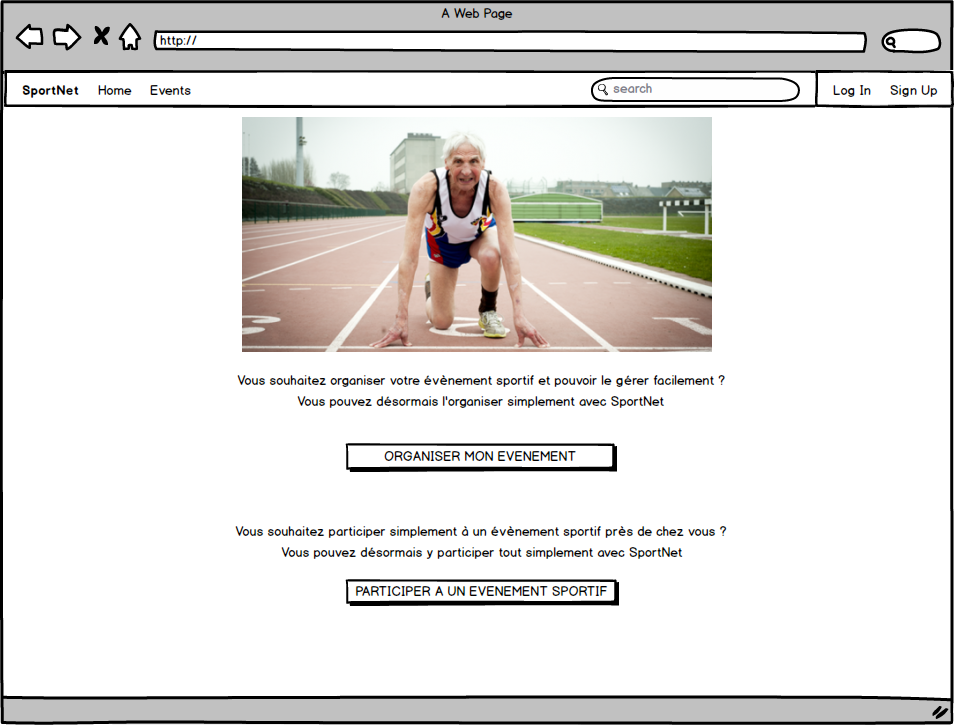 A Web Page
http://
SportNet Home Events search Log In Sign Up
Vous souhaitez organiser votre évènement sportif et pouvoir le gérer facilement ?
Vous pouvez désormais l'organiser simplement avec SportNet
ORGANISER MON EVENEMENT
Vous souhaitez participer simplement à un évènement sportif près de chez vous ?
Vous pouvez désormais y participer tout simplement avec SportNet
PARTICIPER A UN EVENEMENT SPORTIF